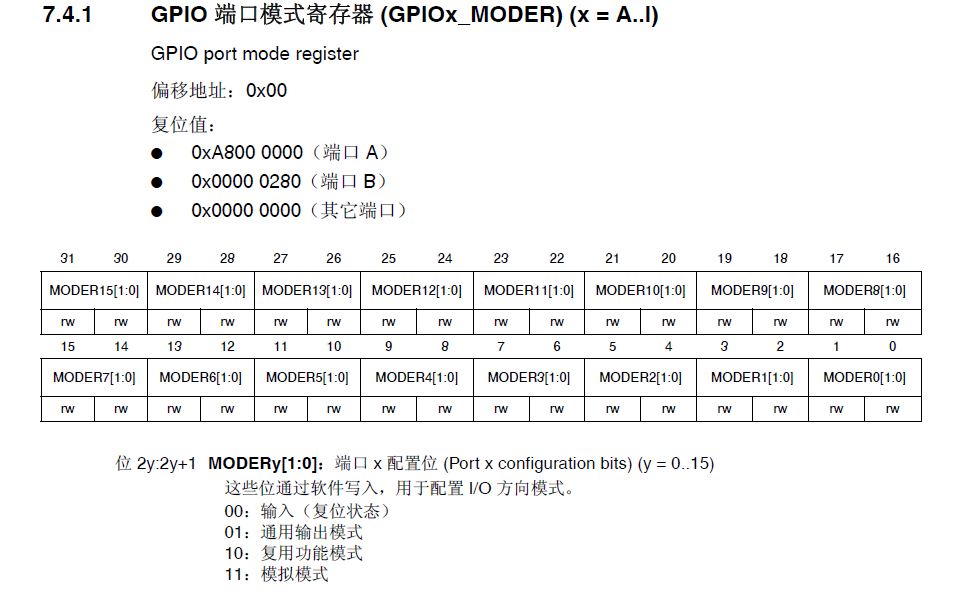 7.4.1 GPIO 端口模式寄存器 (GPIOx_MODER) (x = A..I)
GPIO port mode register
偏移地址：0x00
复位值：
● 0xA800 0000（端口 A）
● 0x0000 0280（端口 B）
● 0x0000 0000（其它端口）
31 30 29 28 27 26 25 24 23 22 21 20 19 18 17 16
MODER15[1:0] MODER14[1:0] MODER13[1:0] MODER12[1:0] MODER11[1:0] MODER10[1:0] MODER9[1:0] MODER8[1:0]
rw rw rw rw rw rw rw rw rw rw rw rw rw rw rw rw
15 14 13 12 11 10 9 8 7 6 5 4 3 2 1 0
MODER7[1:0] MODER6[1:0] MODER5[1:0] MODER4[1:0] MODER3[1:0] MODER2[1:0] MODER1[1:0] MODER0[1:0]
rw rw rw rw rw rw rw rw rw rw rw rw rw rw rw rw
位 2y:2y+1 MODERy[1:0]：端口 x 配置位 (Port x configuration bits) (y = 0..15)
这些位通过软件写入，用于配置 I/O 方向模式。
00：输入（复位状态）
01：通用输出模式
10：复用功能模式
11：模拟模式